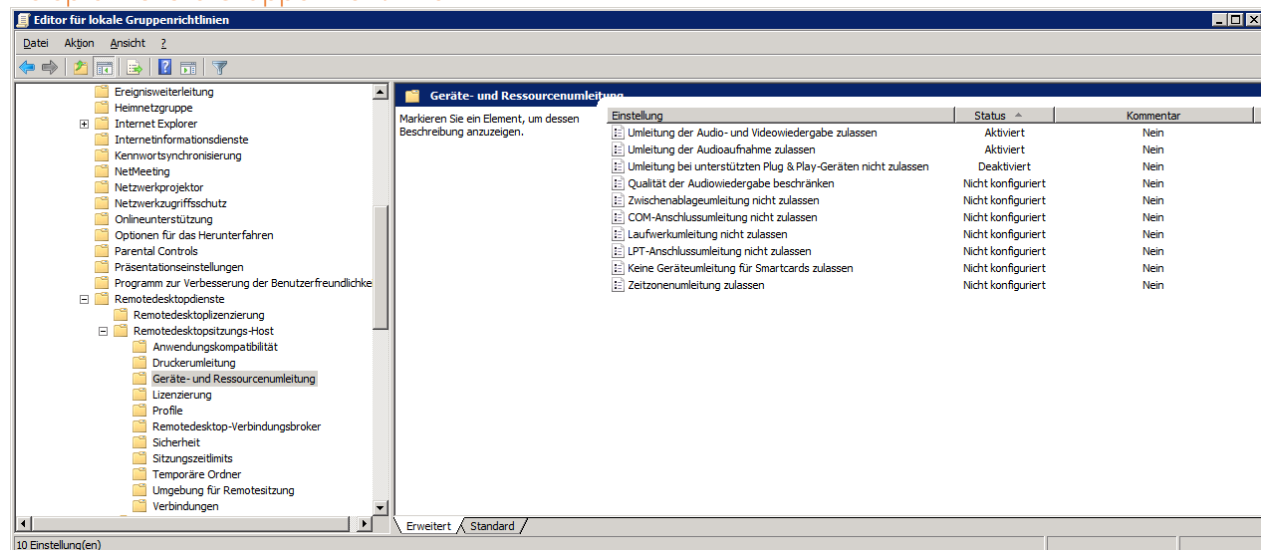 Editor für lokale Gruppenrichtlinien
Datei Aktion Ansicht ?
Ereignisweiterleitung
Heimnetzgruppe
Internet Explorer
Internetinformationsdienste
Kennwortsynchronisierung
NetMeeting
Netzwerkprojektor
Netzwerkzugriffsschutz
Onlineunterstützung
Optionen für das Herunterfahren
Parental Controls
Präsentationseinstellungen
Programm zur Verbesserung der Benutzerfreundlichke
Remotedesktopdienste
Remotedesktoplizenzierung
Remotedesktopsitzungs-Host
Anwendungskompatibilität
Druckerumleitung
Geräte- und Ressourcenumleitung
Lizenzierung
Profile
Remotedesktop-Verbindungsbroker
Sicherheit
Sitzungszeitlimits
Temporäre Ordner
Umgebung für Remotesitzung
Verbindungen
Geräte- und Ressourcenumleitung
Markieren Sie ein Element, um dessen
Beschreibung anzuzeigen.
Einstellung Status Kommentar
Umleitung der Audio- und Videowiedergabe zulassen Aktiviert Nein
Umleitung der Audioaufnahme zulassen Aktiviert Nein
Umleitung bei unterstützten Plug & Play-Geräten nicht zulassen Deaktiviert Nein
Qualität der Audiowiedergabe beschränken Nicht konfiguriert Nein
Zwischenablageumleitung nicht zulassen Nicht konfiguriert Nein
COM-Anschlussumleitung nicht zulassen Nicht konfiguriert Nein
Laufwerkumleitung nicht zulassen Nicht konfiguriert Nein
LPT-Anschlussumleitung nicht zulassen Nicht konfiguriert Nein
Keine Geräteumleitung für Smartcards zulassen Nicht konfiguriert Nein
Zeitzonenumleitung zulassen Nicht konfiguriert Nein
Erweitert Standard
10 Einstellung(en)